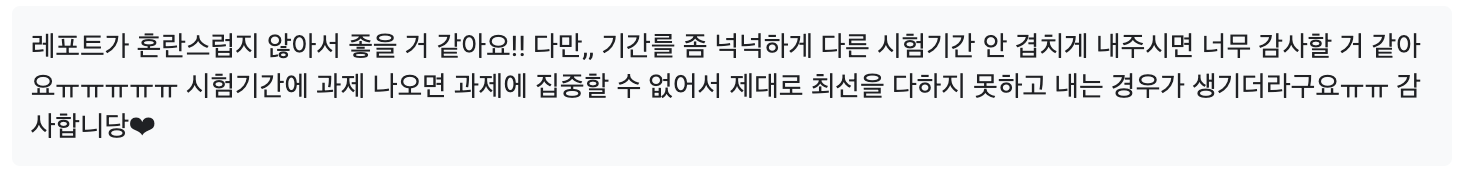 레포트가 혼란스럽지 않아서 좋을 거 같아요!! 다만,, 기간를 좀 넉넉하게 다른 시험기간 안 겹치게 내주시면 너무 감사할 거 같아
요ㅠㅠㅠㅠㅠ 시험기간에 과제 나오면 과제에 집중할 수 없어서 제대로 최선을 다하지 못하고 내는 경우가 생기더라구요ㅠㅠ 감
사합니당❤